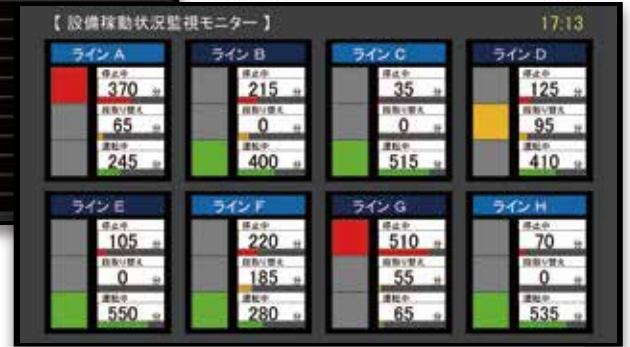 【 設備稼動状況監視モニター 】 17:13
ライン A ライン B ライン C ライン D
停止中 停止中 停止中 停止中
370 分 215 分 35 分 125 分
段取り替え 段取り替え 段取り替え 段取り替え
65 分 0 分 0 分 95 分
運転中 運転中 運転中 運転中
245 分 400 分 515 分 410 分
ライン E ライン F ライン G ライン H
停止中 停止中 停止中 停止中
105 分 220 分 510 分 70 分
段取り替え 段取り替え 段取り替え 段取り替え
0 分 185 分 55 分 0 分
運転中 運転中 運転中 運転中
550 分 280 分 65 分 535 分